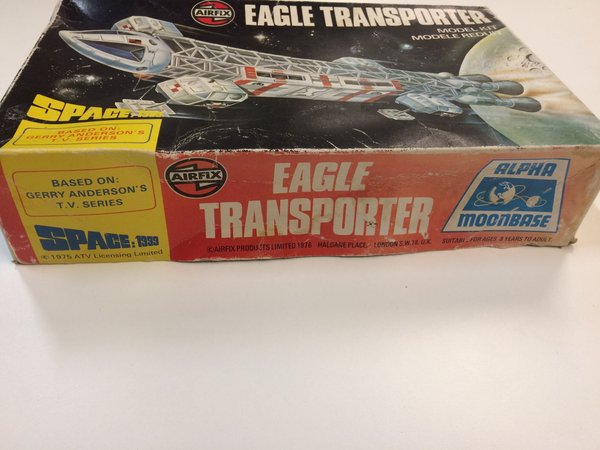 AIRFIX
EAGLE TRANSPORTER
MODEL KIT
MODELE REDUIT
SPACE: 1999
BASED ON:
GERRY ANDERSON'S
T.V. SERIES
BASED ON:
GERRY ANDERSON'S
T.V. SERIES
SPACE: 1999
© 1975 ATV Licensing Limited
AIRFIX
EAGLE
TRANSPORTER
©AIRFIX PRODUCTS LIMITED 1976 HALDANE PLACE, LONDON S.W.18. U.K.
ALPHA
MOONBASE
FOR AGES 8 YEARS TO ADULT.